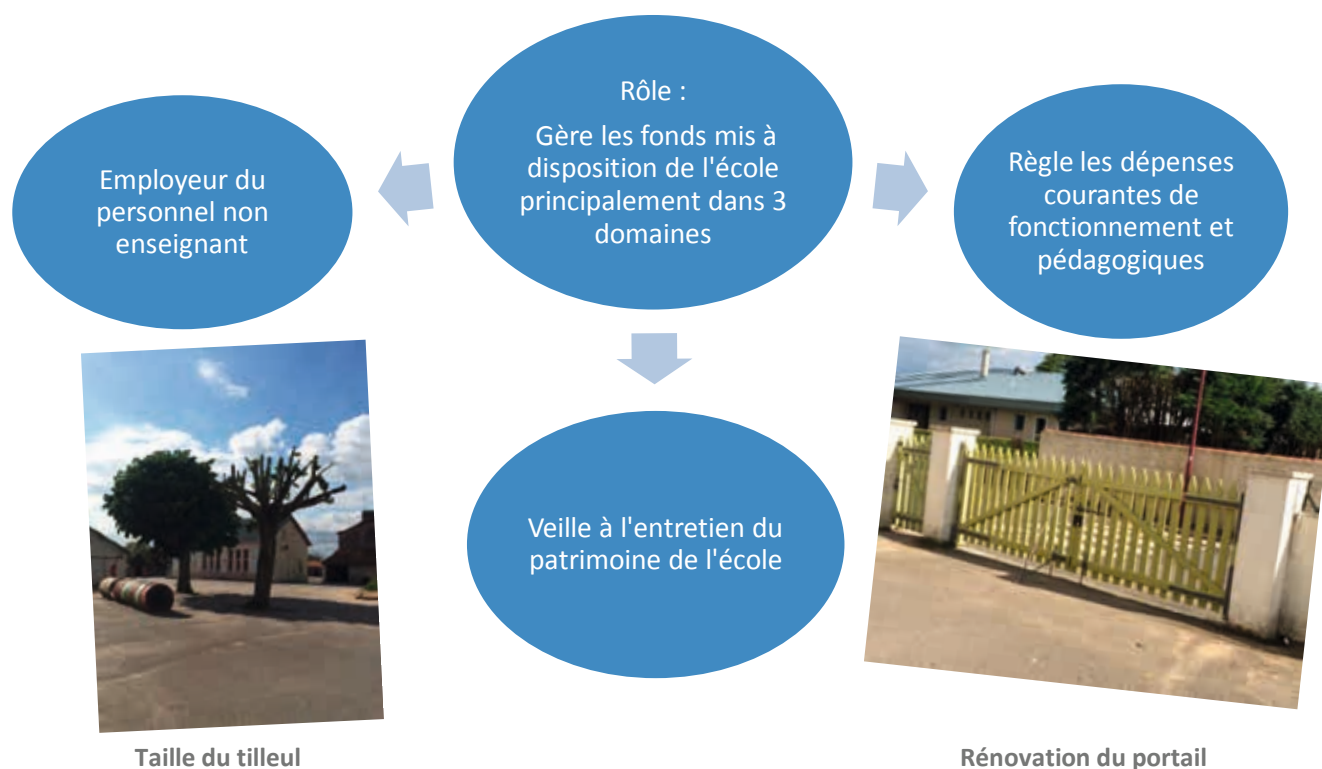 Rôle :
Gère les fonds mis à
disposition de l'école
principalement dans 3
domaines
Employeur du
personnel non
enseignant
Règle les dépenses
courantes de
fonctionnement et
pédagogiques
Veille à l'entretien du
patrimoine de l'école
Taille du tilleul
Rénovation du portail